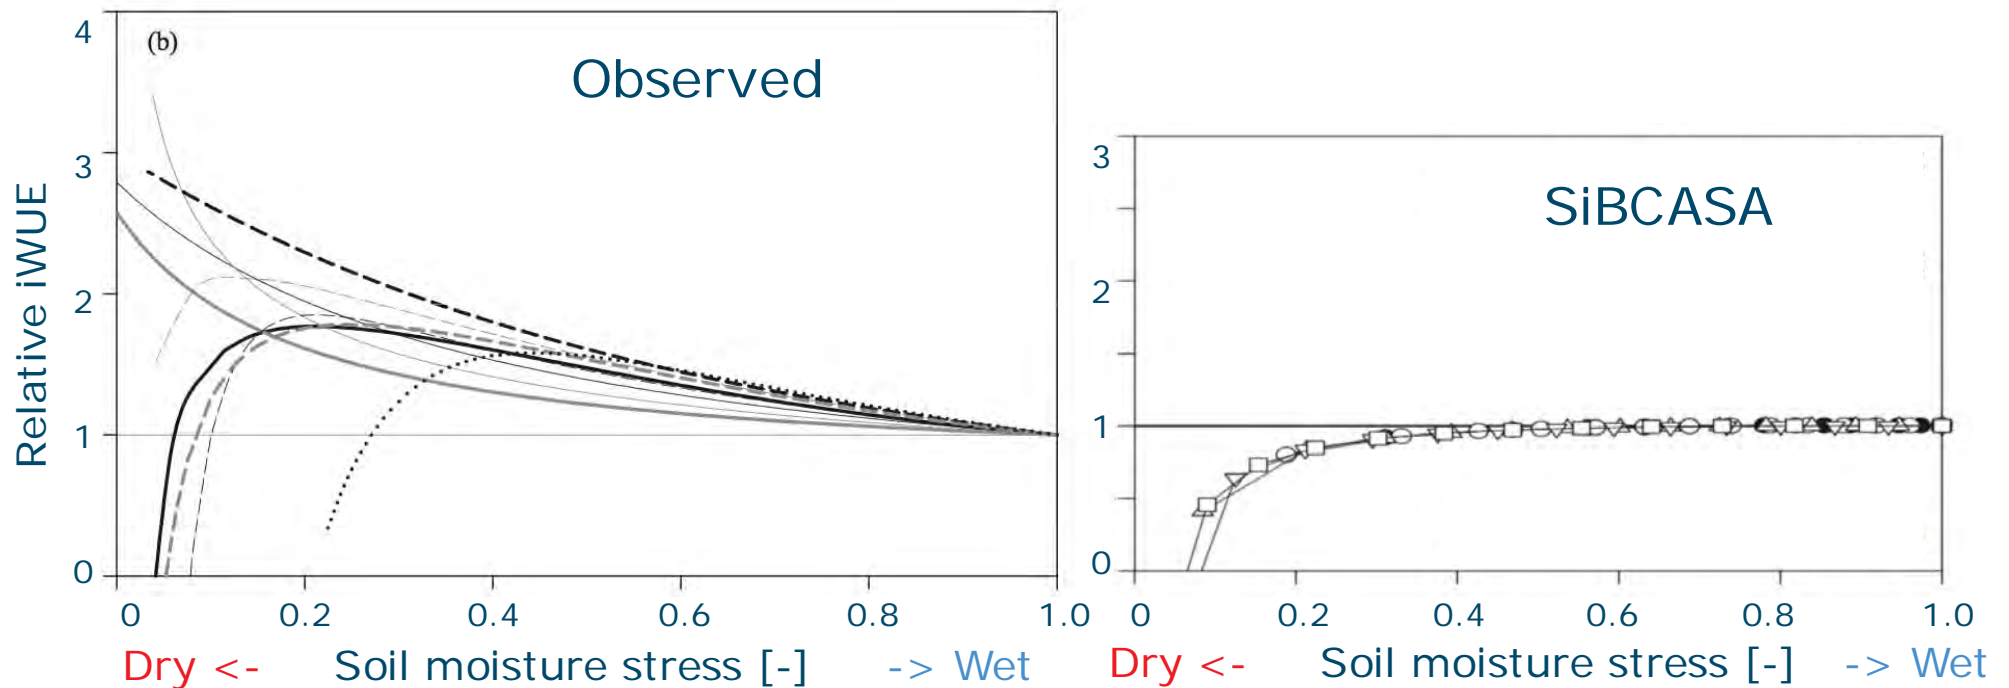 (b)
Observed
Relative iWUE
4
3
2
1
0
0 0.2 0.4 0.6 0.8 1.0
Dry <- Soil moisture stress [-] -> Wet
SiBCASA
3
2
1
0
0 0.2 0.4 0.6 0.8 1.0
Dry <- Soil moisture stress [-] -> Wet